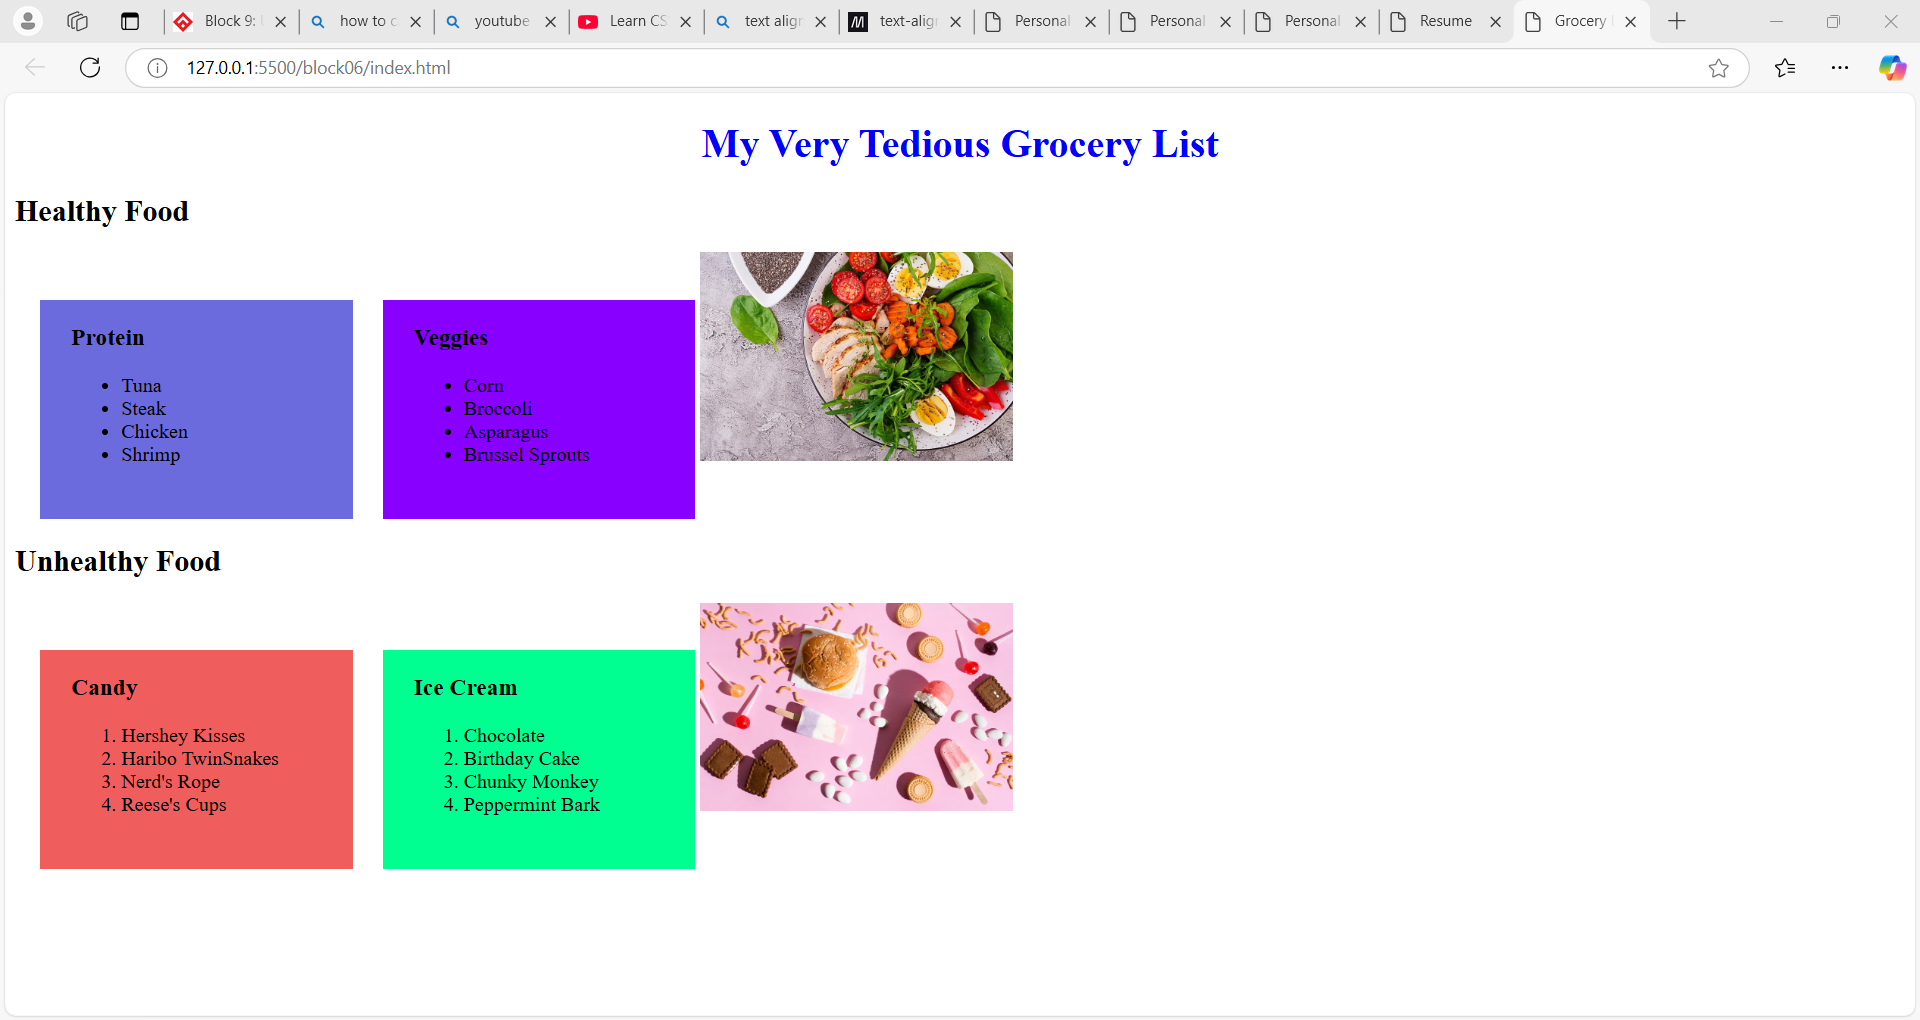 Block 9:
how to
youtube
Learn CS
text align
text-alig
Personal
Personal
Personal
Resume
Grocery
127.0.0.1:5500/block06/index.html
My Very Tedious Grocery List
Healthy Food
Protein
• Tuna
• Steak
• Chicken
• Shrimp
Veggies
• Corn
• Broccoli
• Asparagus
• Brussel Sprouts
Unhealthy Food
Candy
1. Hershey Kisses
2. Haribo TwinSnakes
3. Nerd's Rope
4. Reese's Cups
Ice Cream
1. Chocolate
2. Birthday Cake
3. Chunky Monkey
4. Peppermint Bark